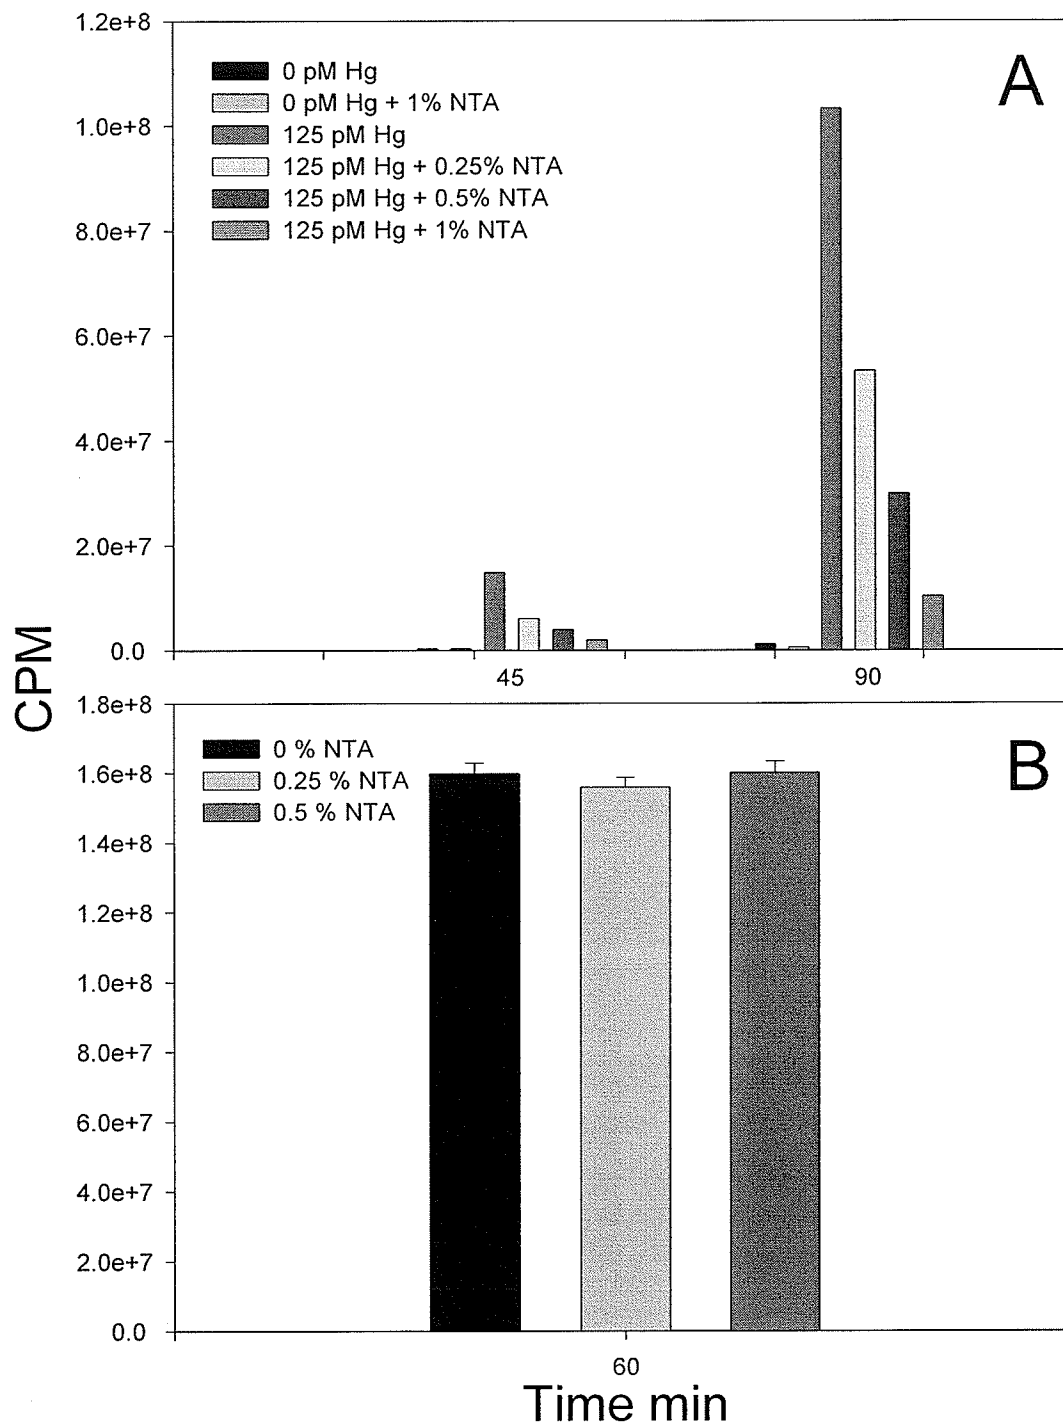 1.2e+8
A
0 pM Hg
0 pM Hg + 1% NTA
1.0e+8
125 pM Hg
125 pM Hg + 0.25% NTA
125 pM Hg + 0.5% NTA
8.0e+7
125 pM Hg + 1% NTA
6.0e+7
4.0e+7
2.0e+7
0.0
45
90
CPM
1.8e+8
B
0 % NTA
1.6e+8
0.25 % NTA
0.5 % NTA
1.4e+8
1.2e+8
1.0e+8
8.0e+7
6.0e+7
4.0e+7
2.0e+7
0.0
60
Time min